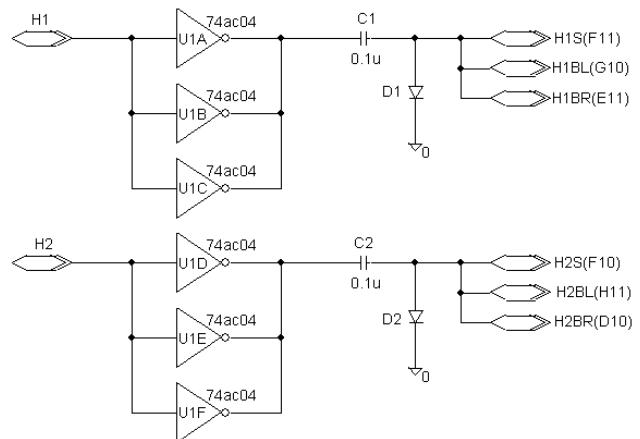 H1
74ac04
U1A
C1
0.1u
H1S(F11)
H1BL(G10)
H1BR(E11)
D1
0
74ac04
U1B
74ac04
U1C
H2
74ac04
U1D
C2
0.1u
H2S(F10)
H2BL(H11)
H2BR(D10)
D2
0
74ac04
U1E
74ac04
U1F